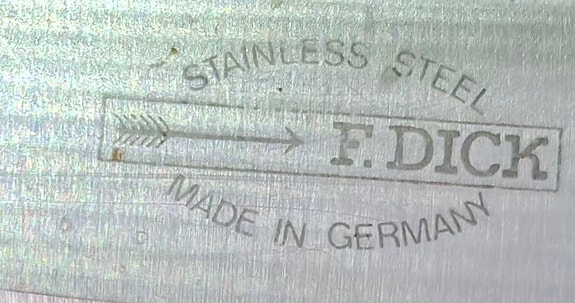 STAINLESS STEEL
F. DICK
MADE IN GERMANY